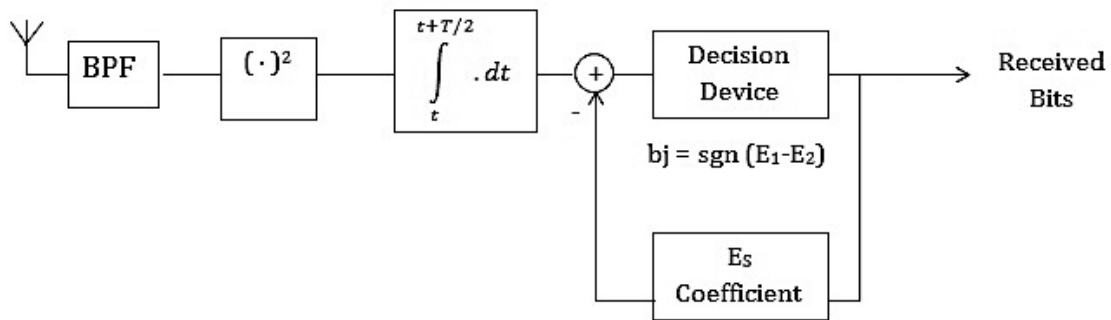 BPF
(·)²
t+T/2
∫ . dt
t
+
-
Decision
Device
bj = sgn (E₁-E₂)
Eₛ
Coefficient
Received
Bits